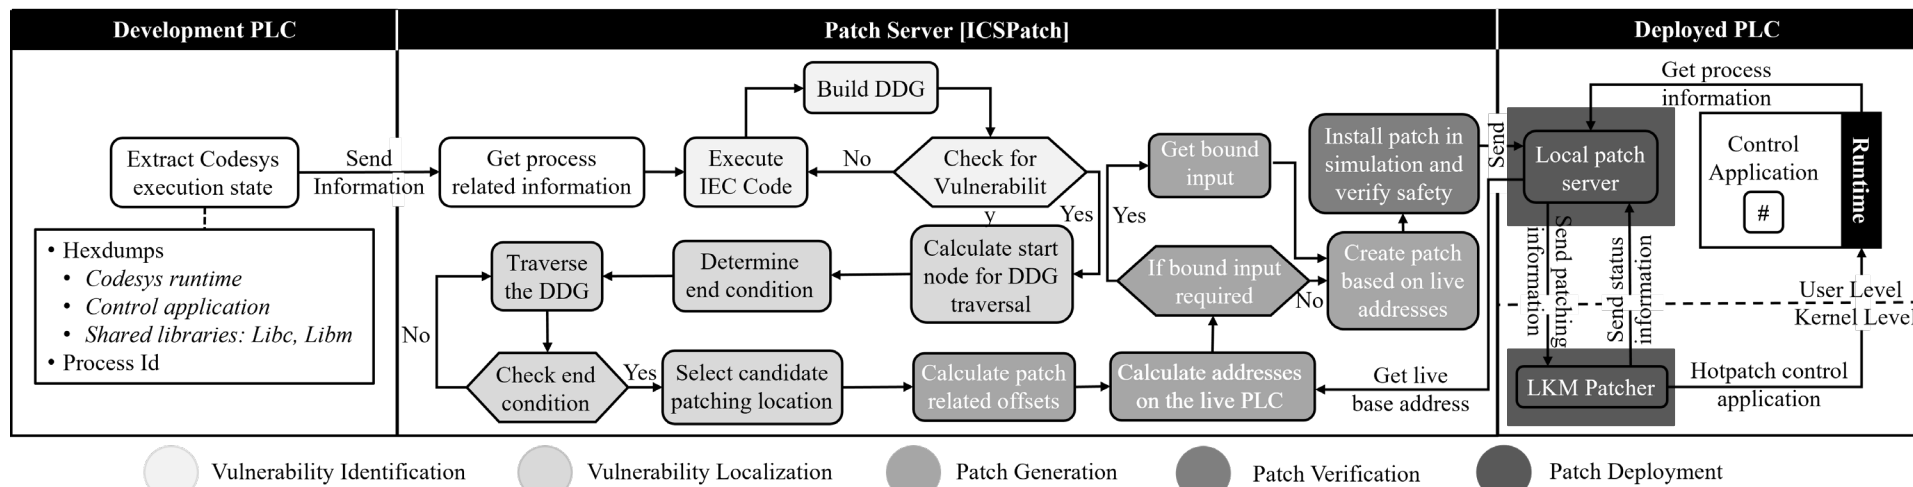 Development PLC
Patch Server [ICSPatch]
Deployed PLC
Extract Codesys
execution state
Send
Information
• Hexdumps
• Codesys runtime
• Control application
• Shared libraries: Libc, Libm
• Process Id
Get process
related information
Execute
IEC Code
Build DDG
No
Check for
Vulnerabilit
y
Yes
Calculate start
node for DDG
traversal
Determine
end condition
Traverse
the DDG
No
Check end
condition
Yes
Select candidate
patching location
Calculate patch
related offsets
Calculate addresses
on the live PLC
Get live
base address
If bound input
required
Yes
No
Get bound
input
Create patch
based on live
addresses
Install patch in
simulation and
verify safety
Send
Local patch
server
Get process
information
Control
Application
#
Runtime
Send patching
information
Send status
information
User Level
Kernel Level
LKM Patcher
Hotpatch control
application
Vulnerability Identification
Vulnerability Localization
Patch Generation
Patch Verification
Patch Deployment